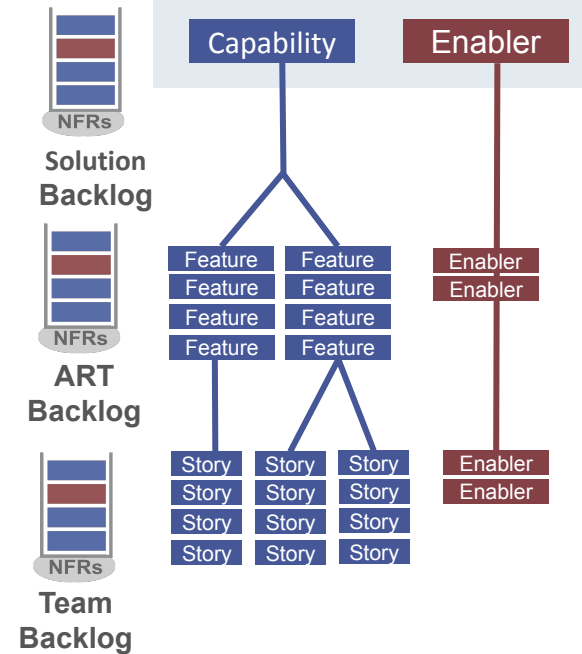 Capability
Enabler
NFRs
Solution
Backlog
Feature Feature
Feature Feature
Feature Feature
Feature Feature
Enabler
Enabler
NFRs
ART
Backlog
Story Story Story
Story Story Story
Story Story Story
Story Story Story
Enabler
Enabler
NFRs
Team
Backlog